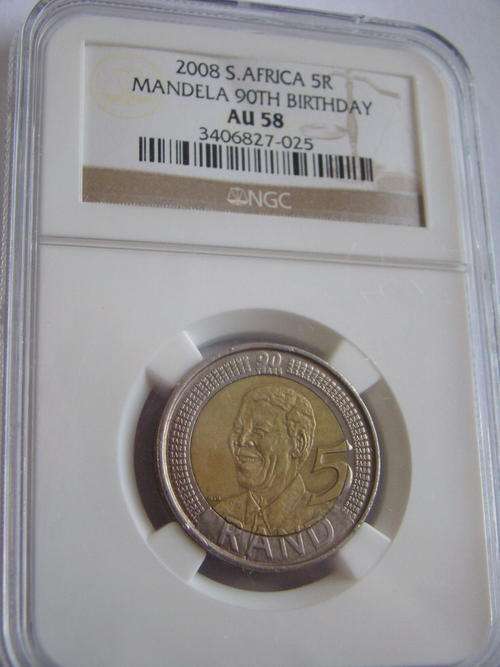 2008 S.AFRICA 5R
MANDELA 90TH BIRTHDAY
AU 58
3406827-025
NGC
90
5
RAND